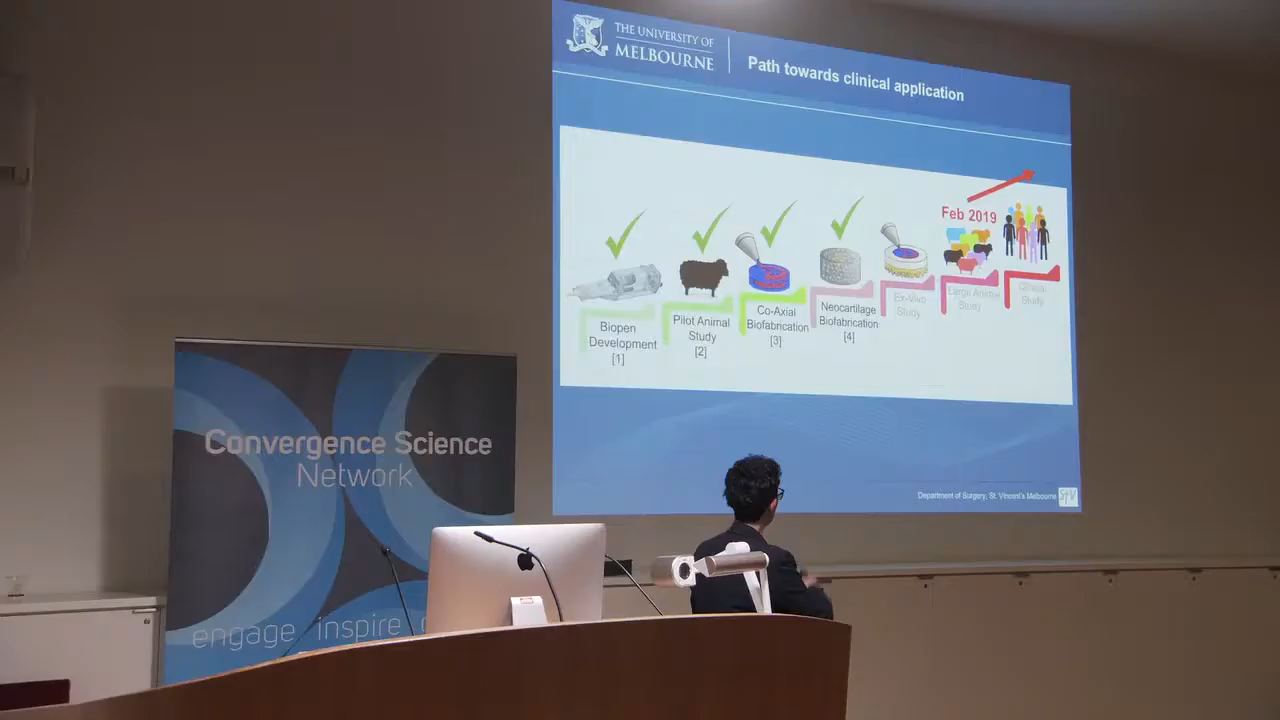 THE UNIVERSITY OF
MELBOURNE
Path towards clinical application
Feb 2019
Biopen
Development
[1]
Pilot Animal
Study
[2]
Co-Axial
Biofabrication
[3]
Neocartilage
Biofabrication
[4]
Ex-Vivo
Study
Large Animal
Study
Clinical
Study
Department of Surgery, St. Vincent's Melbourne
Convergence Science
Network
engage inspire